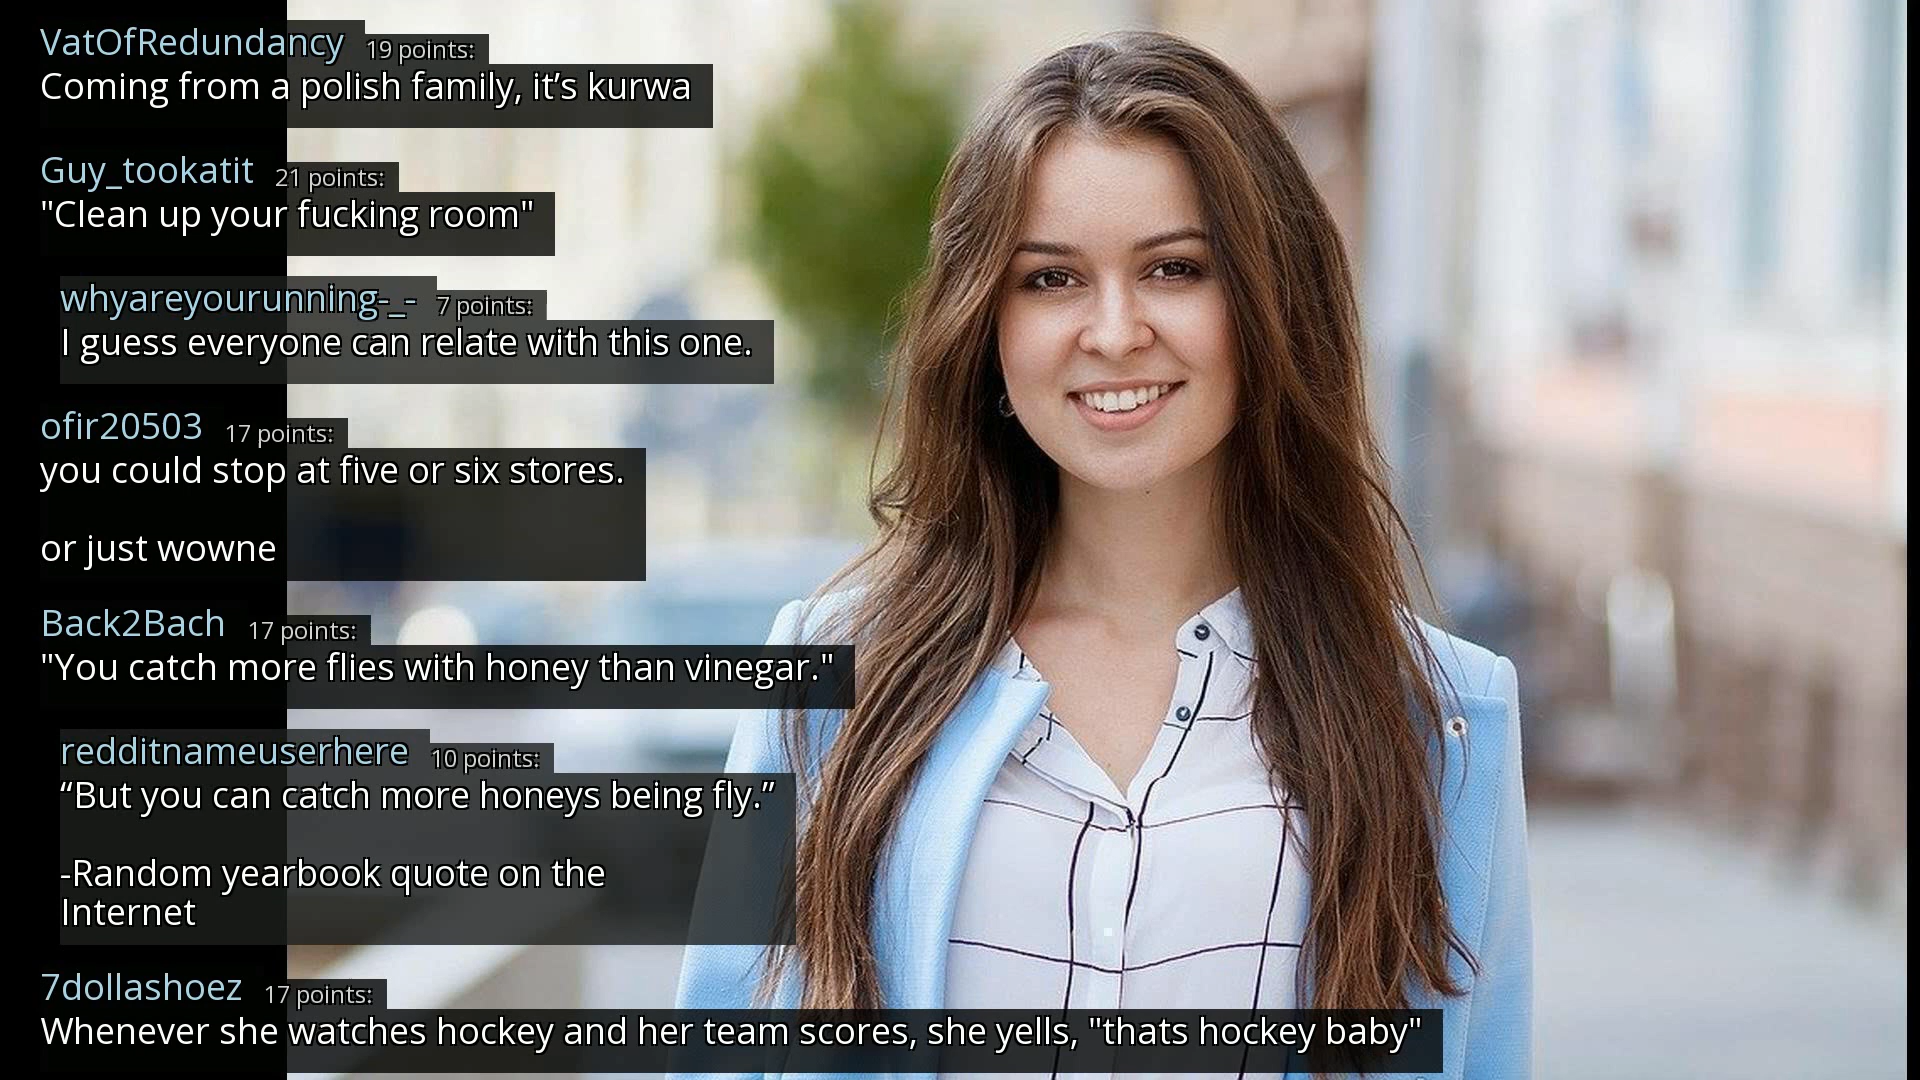 VatOfRedundancy 19 points:
Coming from a polish family, it’s kurwa
Guy_tookatit 21 points:
"Clean up your fucking room"
whyareyourunning-_- 7 points:
I guess everyone can relate with this one.
ofir20503 17 points:
you could stop at five or six stores.
or just wowne
Back2Bach 17 points:
"You catch more flies with honey than vinegar."
redditnameuserhere 10 points:
“But you can catch more honeys being fly.”
-Random yearbook quote on the
Internet
7dollashoez 17 points:
Whenever she watches hockey and her team scores, she yells, "thats hockey baby"